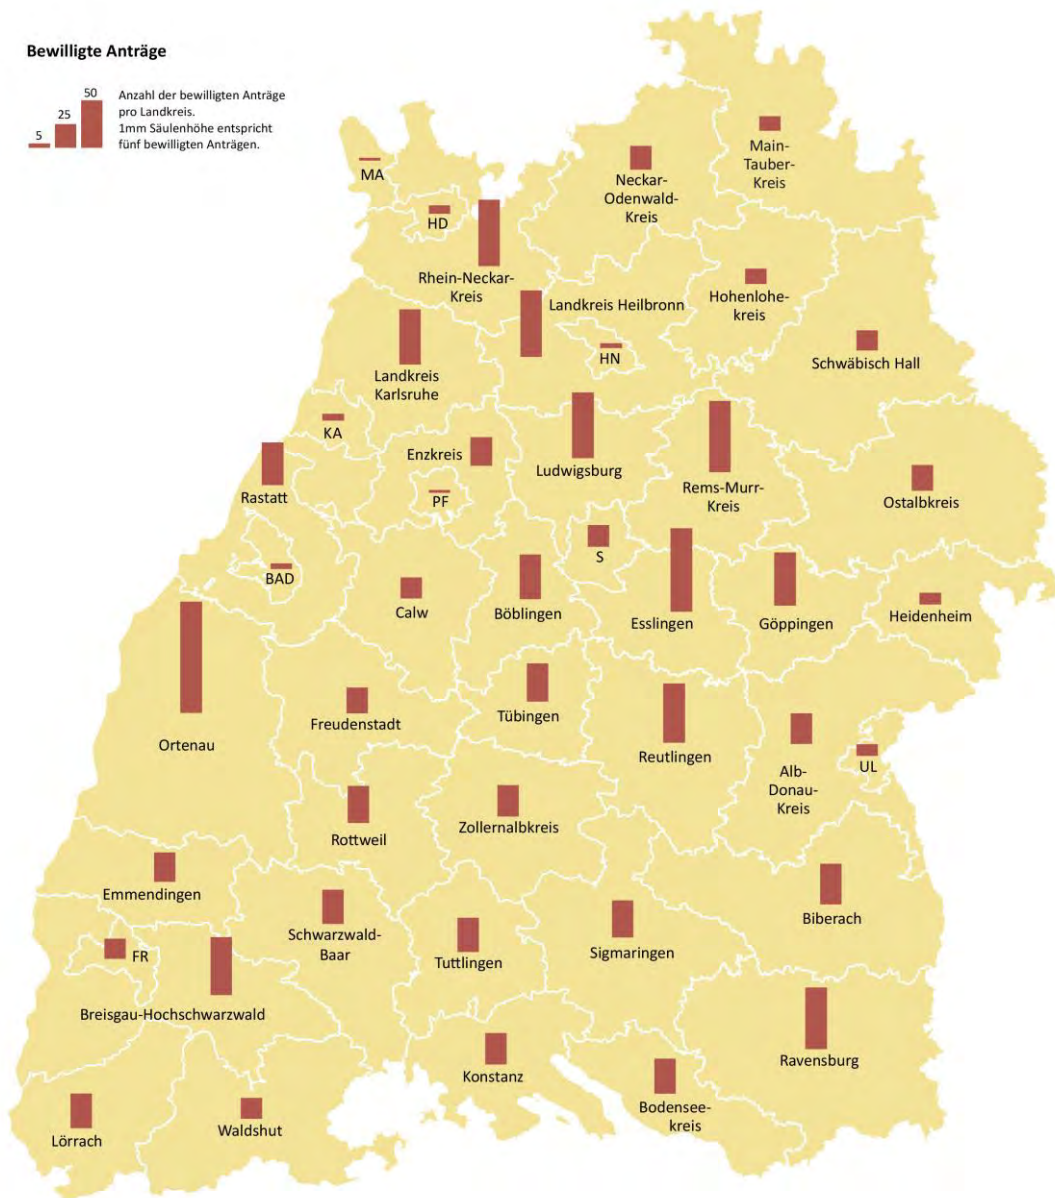 Bewilligte Anträge
50
25
5
Anzahl der bewilligten Anträge
pro Landkreis.
1mm Säulenhöhe entspricht
fünf bewilligten Anträgen.
MA
HD
Rhein-Neckar-
Kreis
Neckar-
Odenwald-
Kreis
Main-
Tauber-
Kreis
Landkreis Heilbronn
HN
Hohenlohe-
kreis
Schwäbisch Hall
Landkreis
Karlsruhe
KA
Enzkreis
PF
Ludwigsburg
Rems-Murr-
Kreis
Ostalbkreis
Rastatt
BAD
Calw
Böblingen
S
Esslingen
Göppingen
Heidenheim
Ortenau
Freudenstadt
Tübingen
Reutlingen
Alb-
Donau-
Kreis
UL
Rottweil
Zollernalbkreis
Emmendingen
Schwarzwald-
Baar
Tuttlingen
Sigmaringen
Biberach
FR
Breisgau-Hochschwarzwald
Konstanz
Bodensee-
kreis
Ravensburg
Lörrach
Waldshut